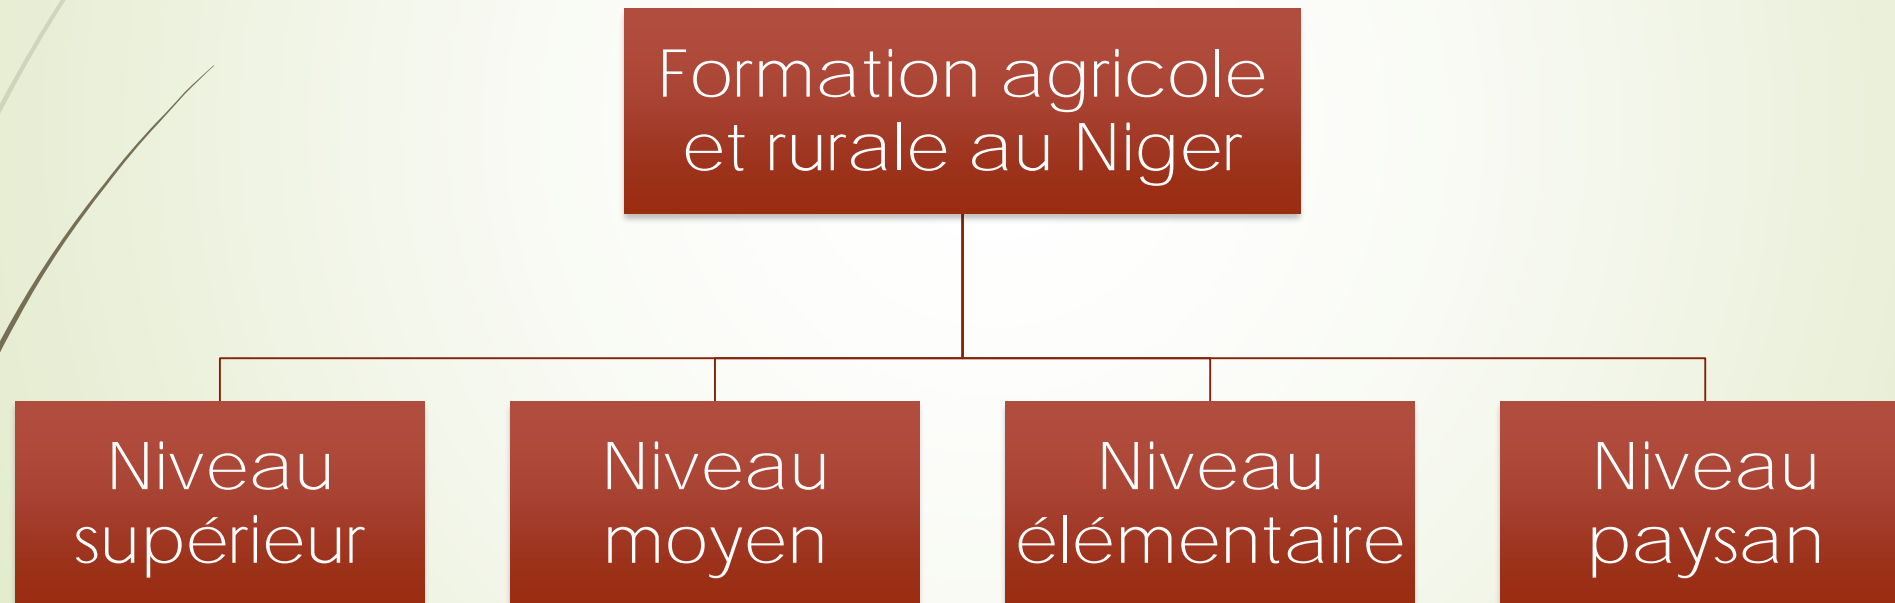 Formation agricole
et rurale au Niger
Niveau
supérieur
Niveau
moyen
Niveau
élémentaire
Niveau
paysan